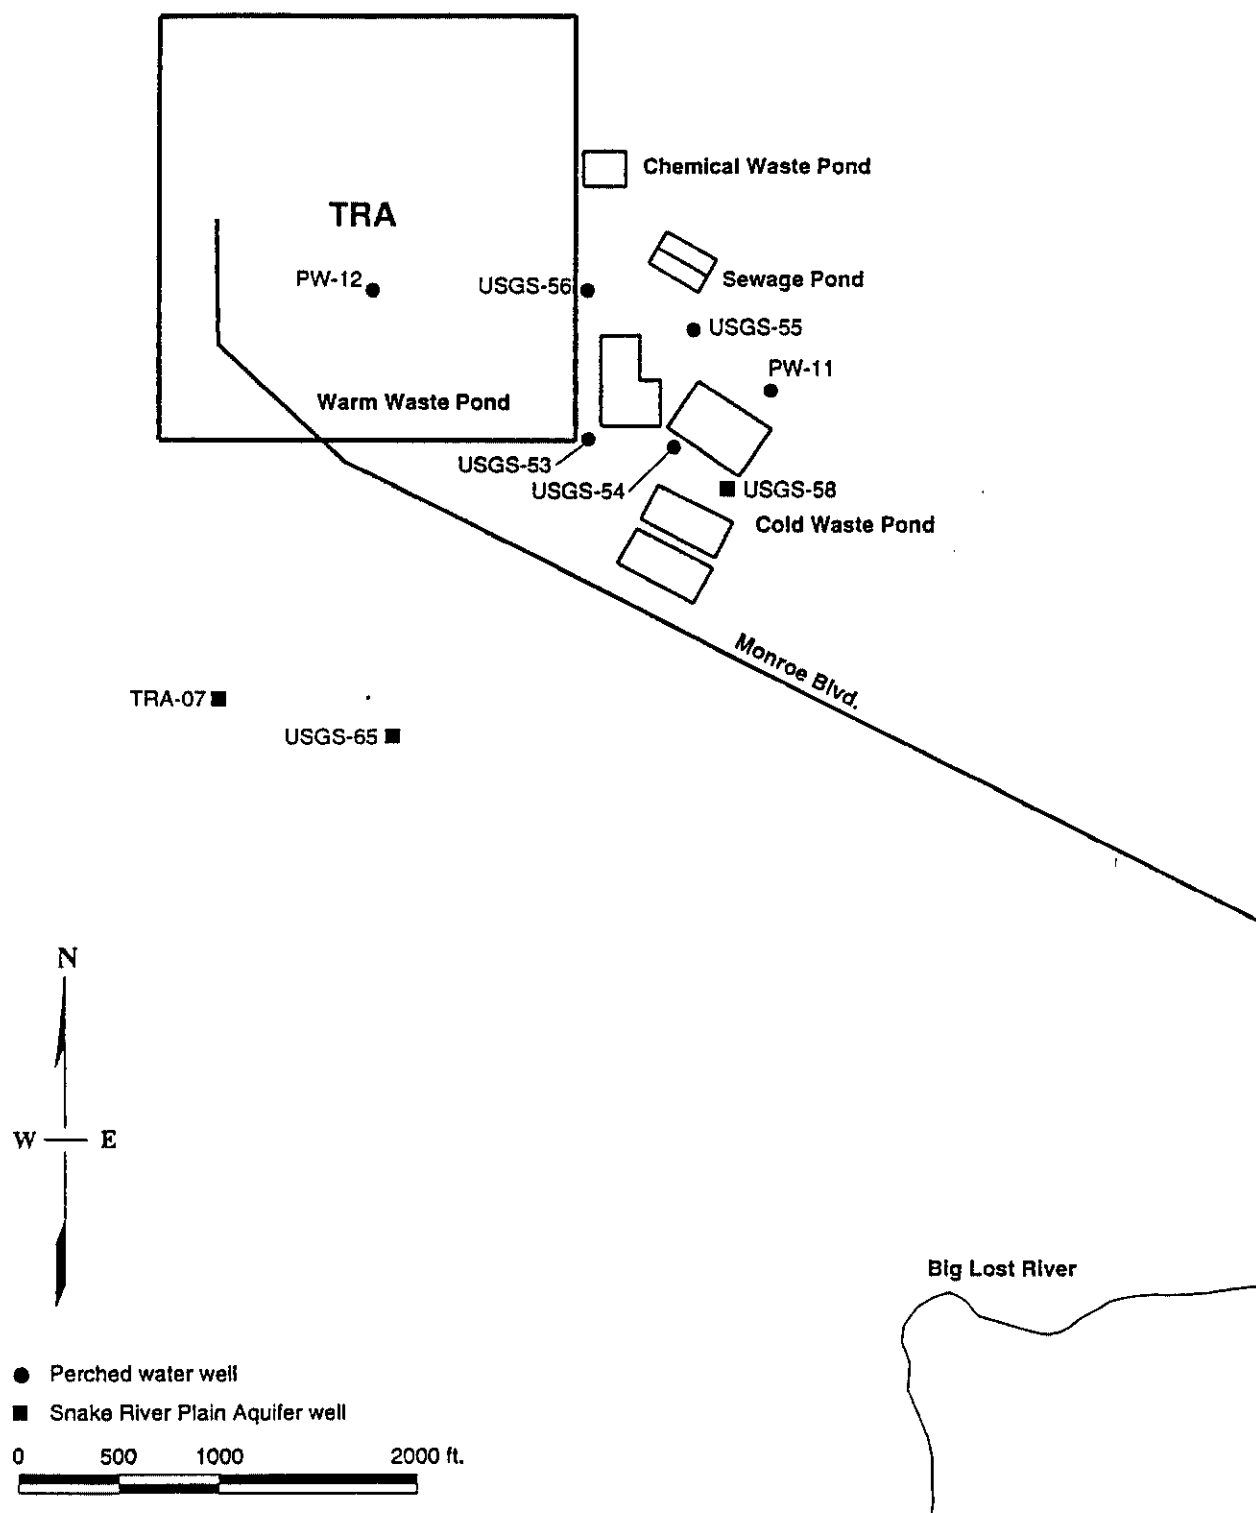 Chemical Waste Pond
TRA
PW-12
USGS-56
Sewage Pond
USGS-55
PW-11
Warm Waste Pond
USGS-53
USGS-54
USGS-58
Cold Waste Pond
Monroe Blvd.
TRA-07
USGS-65
N
W E
Big Lost River
Perched water well
Snake River Plain Aquifer well
0 500 1000 2000 ft.